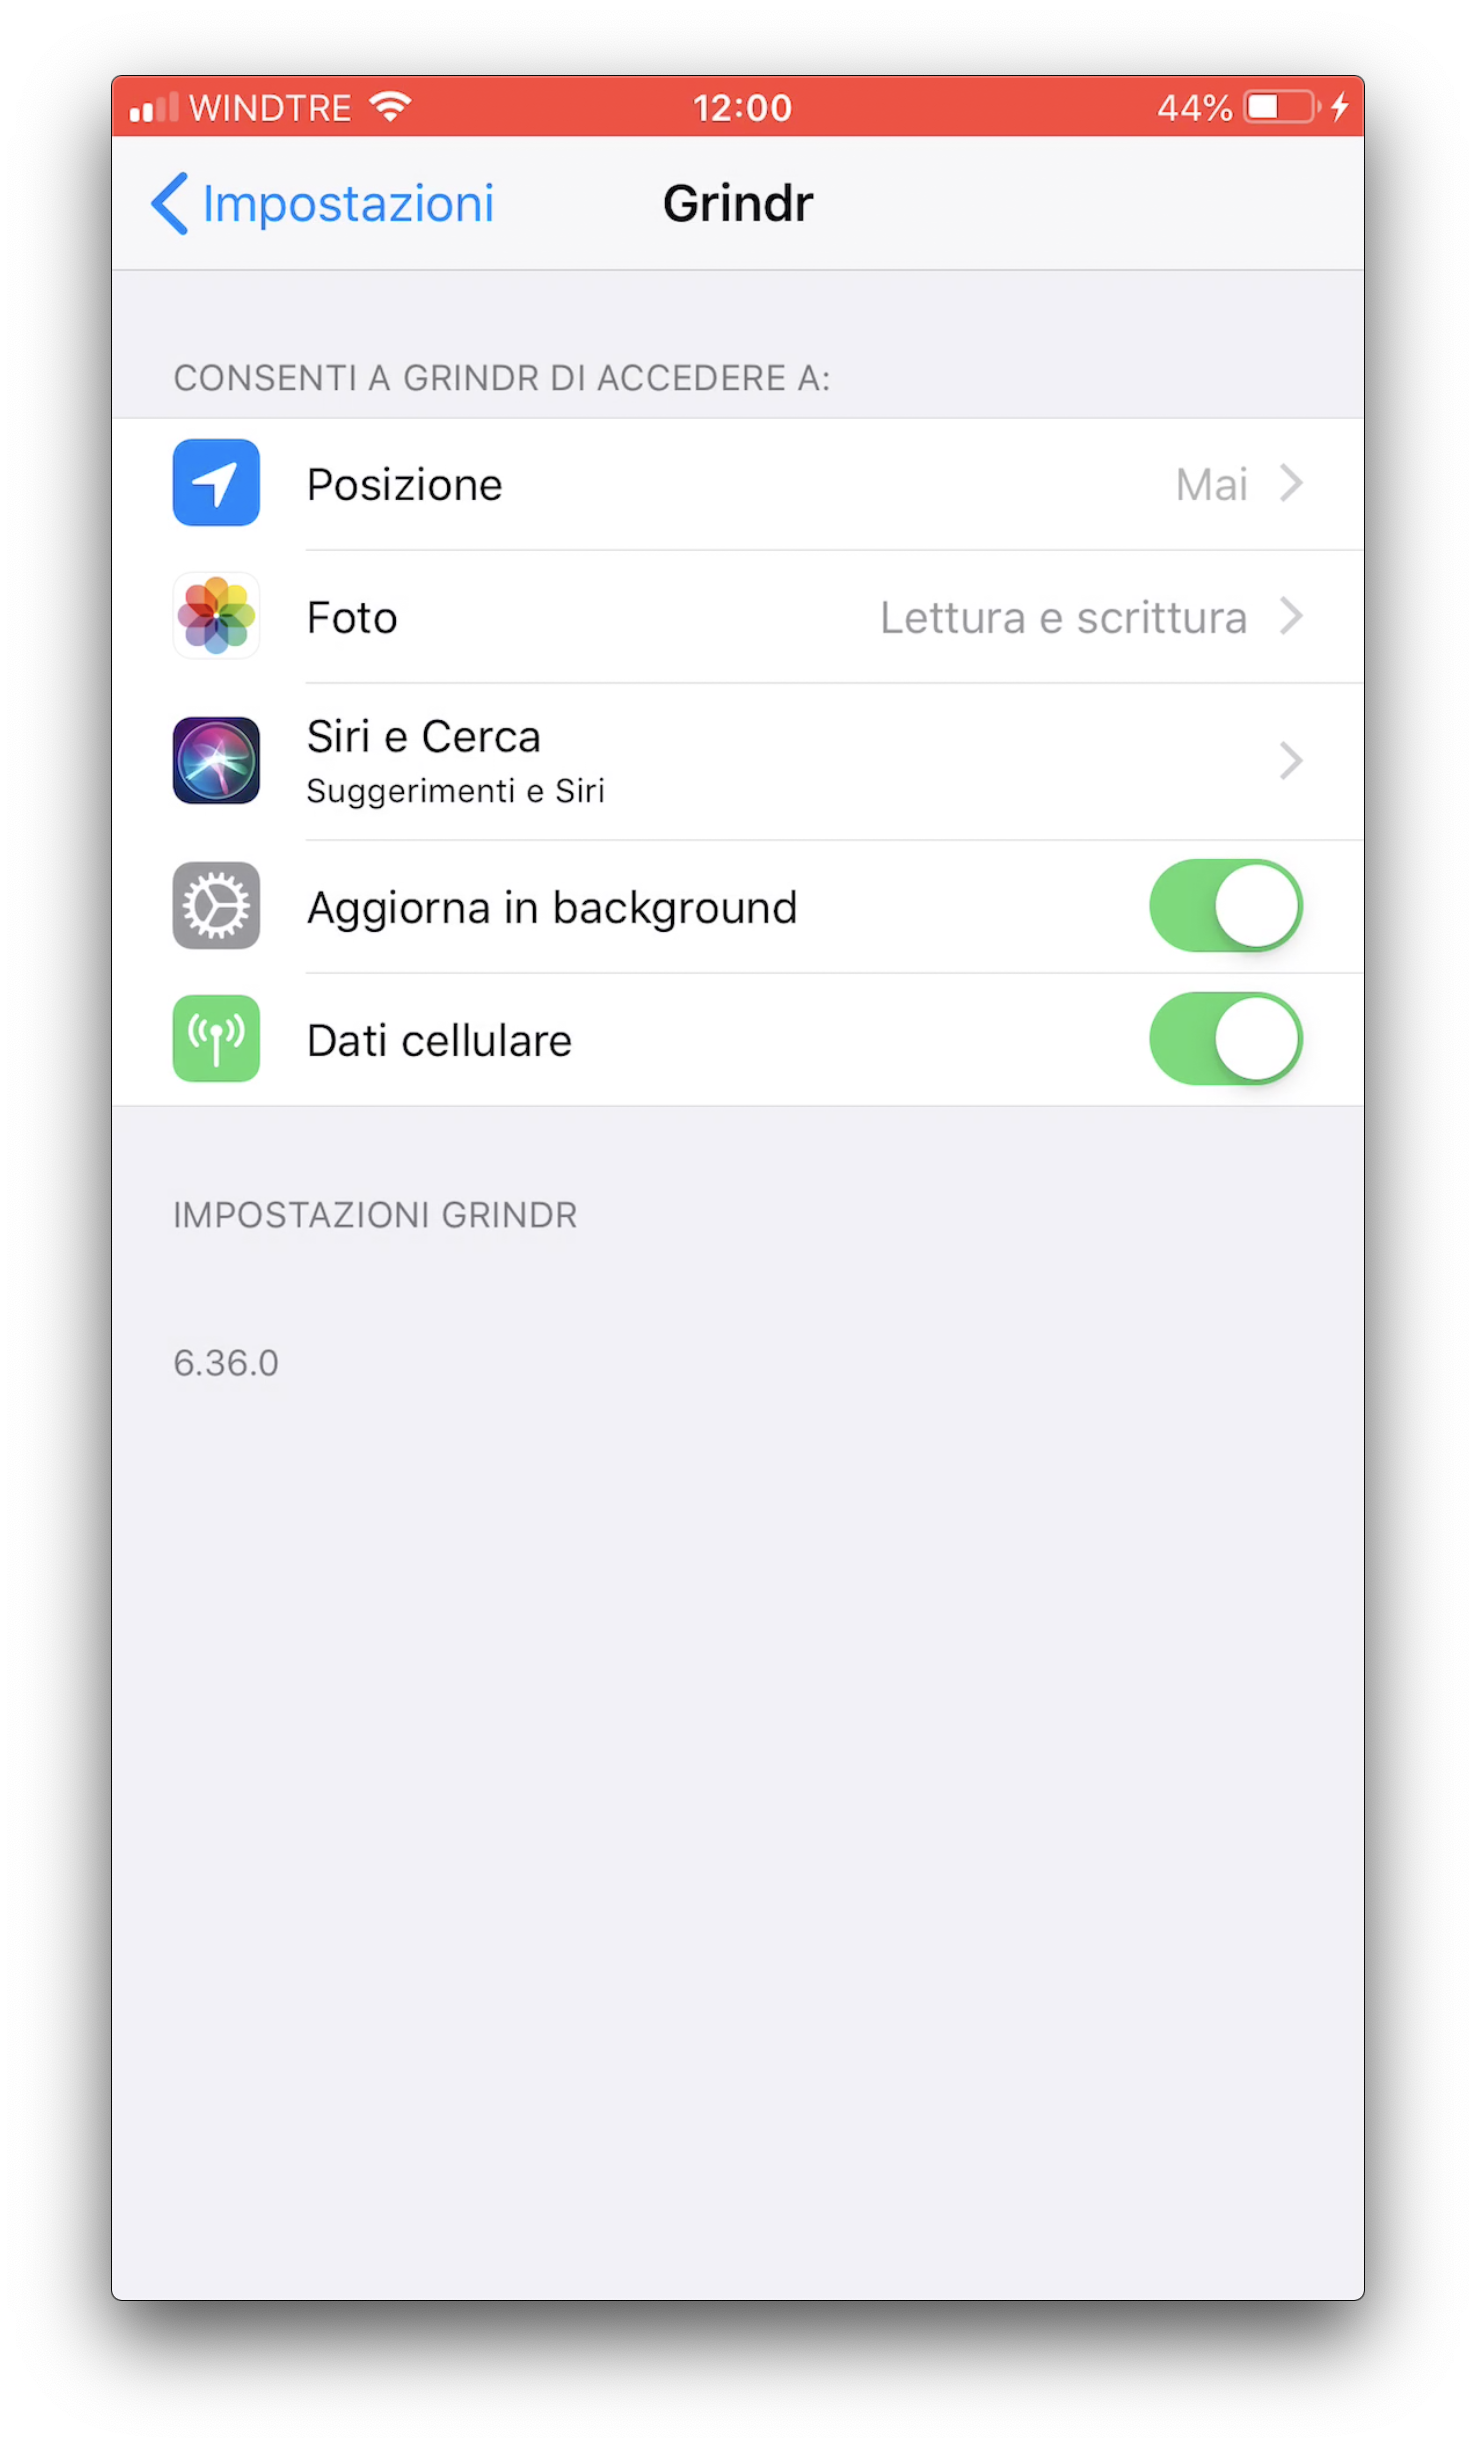 WINDTRE 12:00 44%
Impostazioni Grindr
CONSENTI A GRINDR DI ACCEDERE A:
Posizione Mai
Foto Lettura e scrittura
Siri e Cerca
Suggerimenti e Siri
Aggiorna in background
Dati cellulare
IMPOSTAZIONI GRINDR
6.36.0